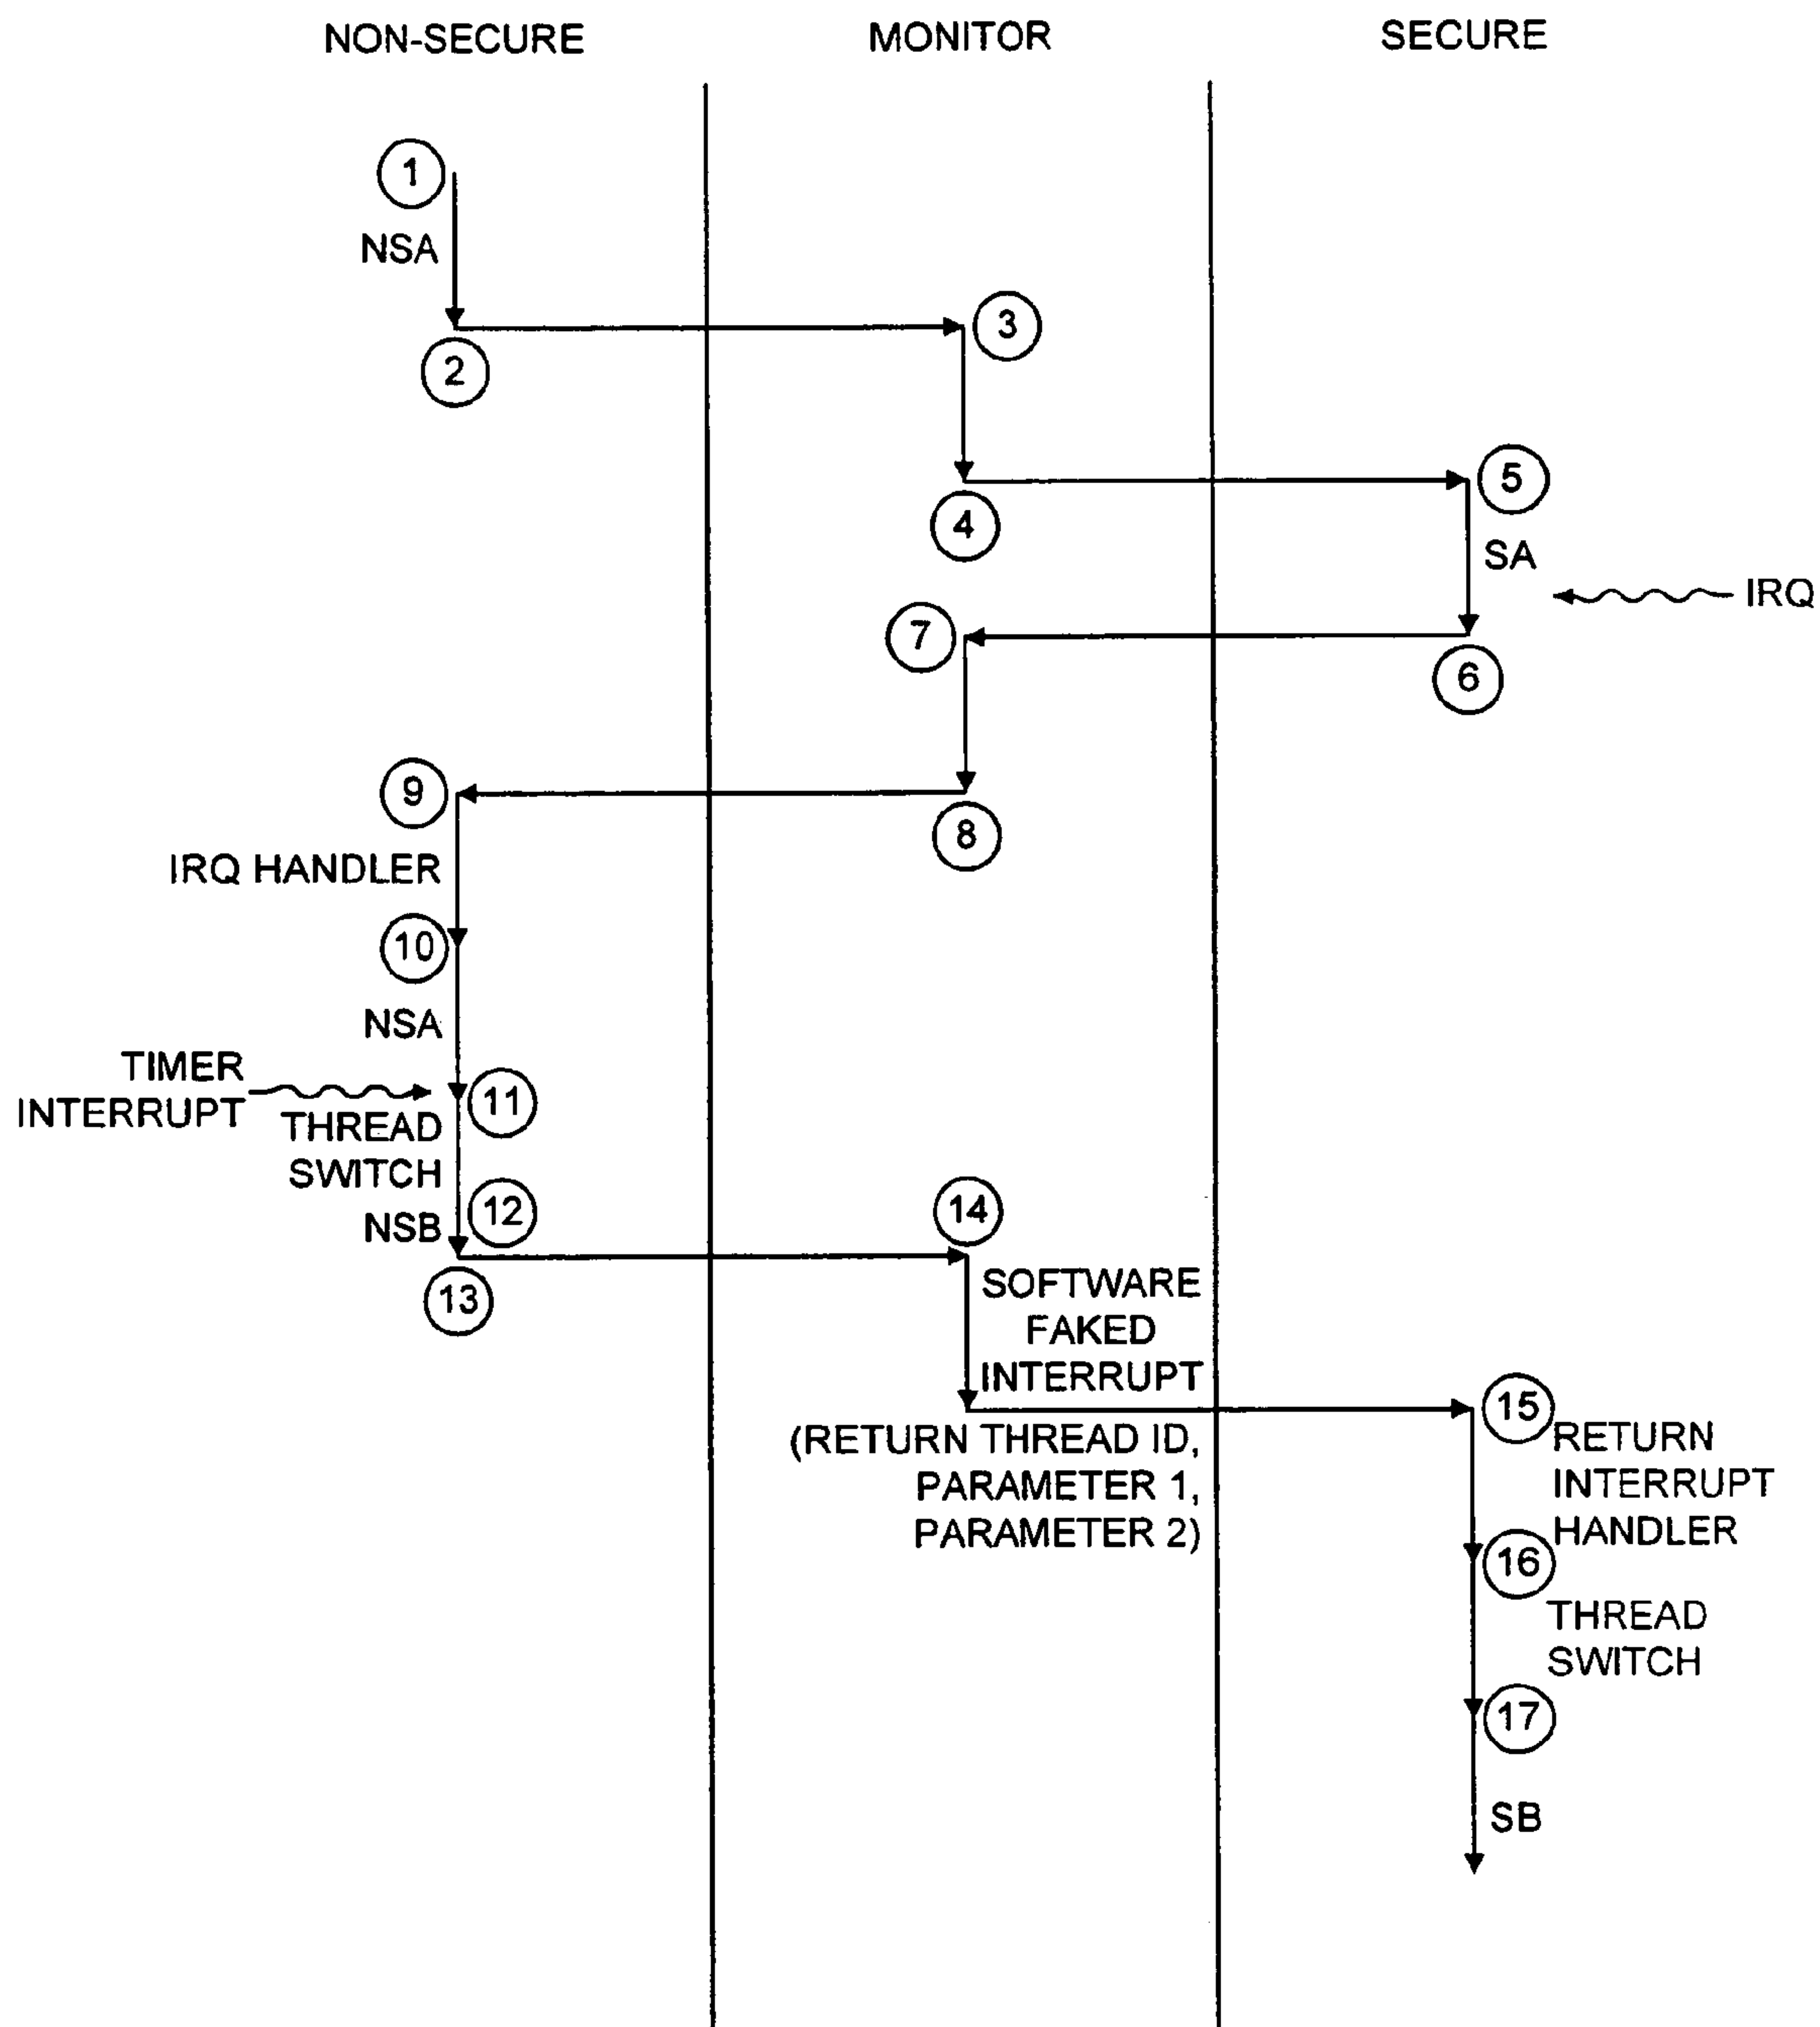 NON-SECURE
MONITOR
SECURE
1
NSA
2
3
4
5
SA
IRQ
6
7
8
9
IRQ HANDLER
10
NSA
TIMER
INTERRUPT
11
THREAD
SWITCH
12
NSB
13
14
SOFTWARE
FAKED
INTERRUPT
(RETURN THREAD ID,
PARAMETER 1,
PARAMETER 2)
15
RETURN
INTERRUPT
HANDLER
16
THREAD
SWITCH
17
SB